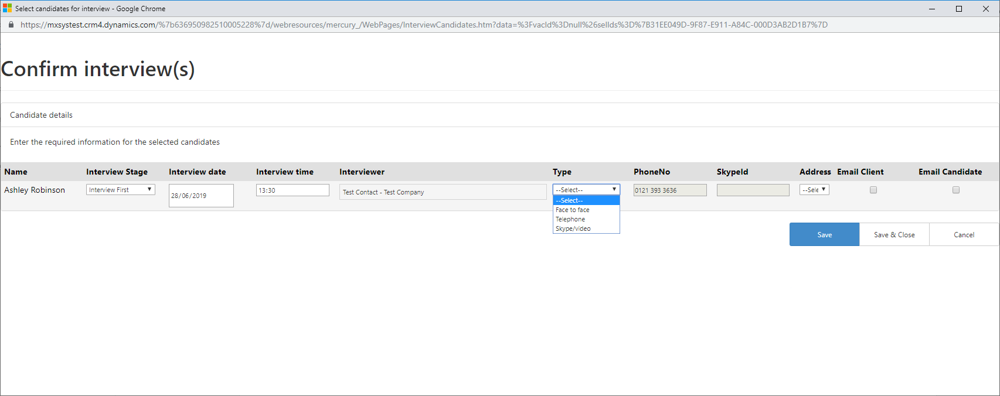 Select candidates for interview - Google Chrome
https://mxsystest.crm4.dynamics.com/%7b636950982510005228%7d/webresources/mercury_/WebPages/InterviewCandidates.htm?data=%3FvacId%3Dnull%26selIds%3D%7B31EE049D-9F87-E911-A84C-000D3AB2D1B7%7D
Confirm interview(s)
Candidate details
Enter the required information for the selected candidates
Name Interview Stage Interview date Interview time Interviewer Type PhoneNo SkypeId Address Email Client Email Candidate
Ashley Robinson Interview First 28/06/2019 13:30 Test Contact - Test Company --Select-- 0121 393 3636 --Sele
--Select--
Face to face
Telephone
Skype/video
Save Save & Close Cancel